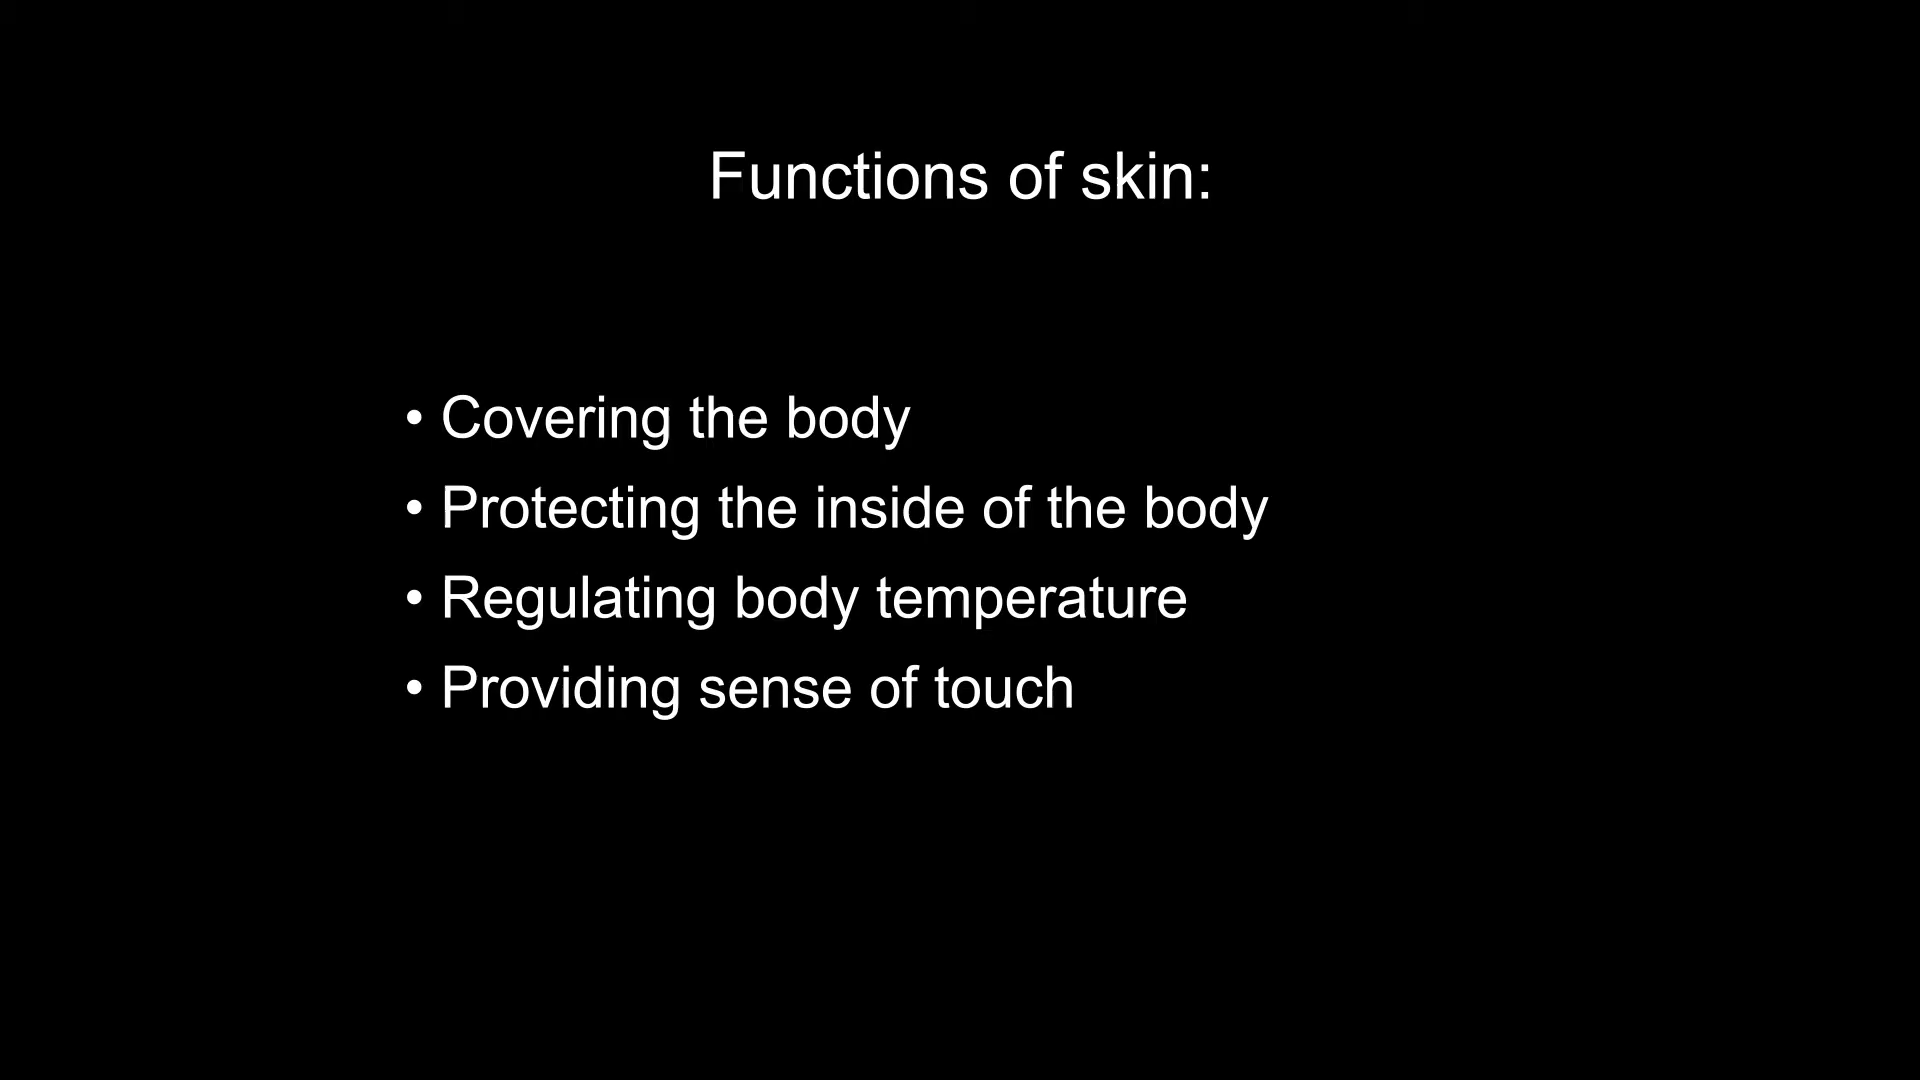 Functions of skin:
• Covering the body
• Protecting the inside of the body
• Regulating body temperature
• Providing sense of touch